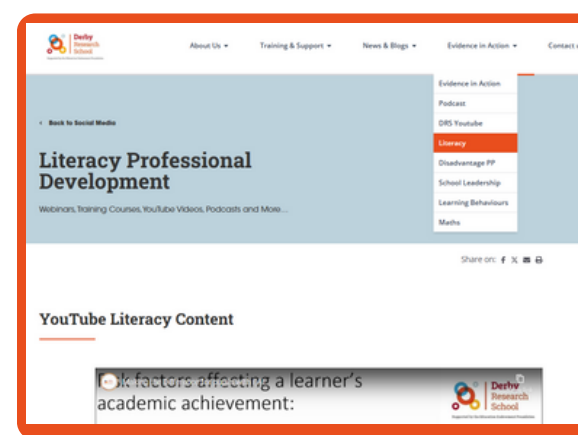 Derby
Research
School
About Us
Training & Support
News & Blogs
Evidence in Action
Contact
Evidence in Action
Podcast
DRS Youtube
Literacy
Disadvantage PP
School Leadership
Learning Behaviours
Maths
‹ Back to Social Media
Literacy Professional
Development
Webinars, Training Courses, YouTube Videos, Podcasts and More...
Share on:
YouTube Literacy Content
Risk factors affecting a learner's
academic achievement:
Derby
Research
School